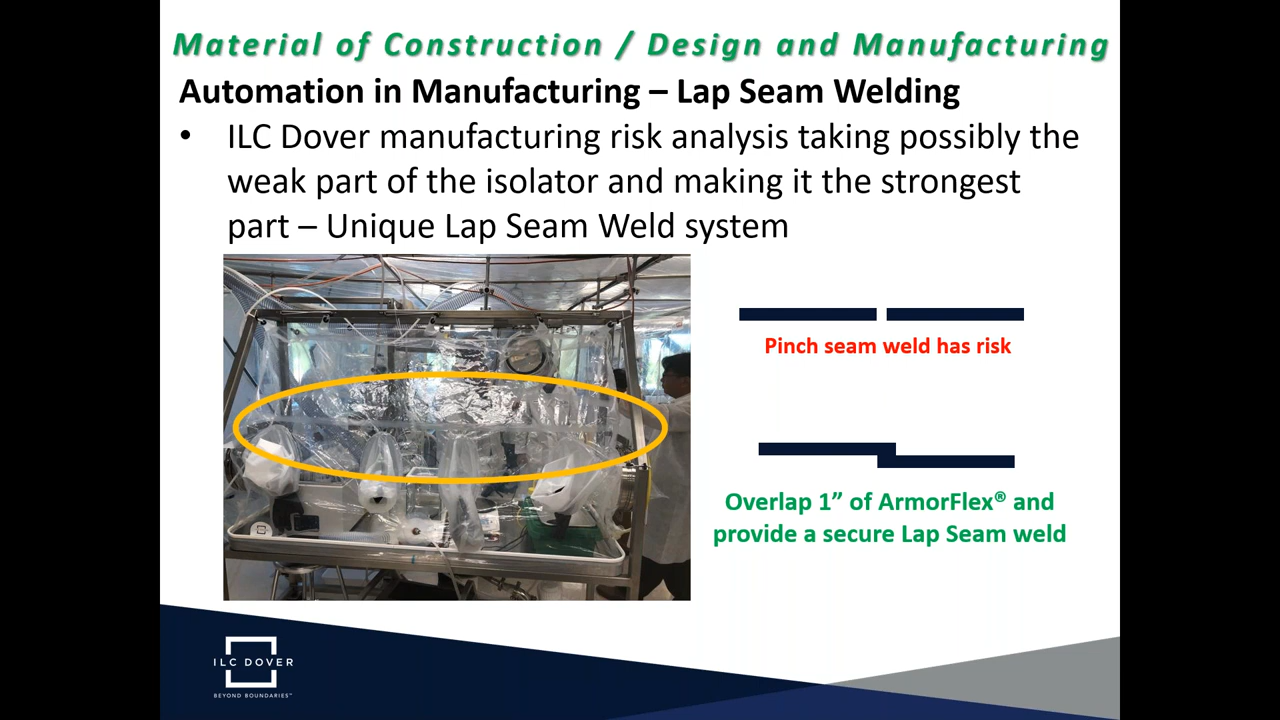 Material of Construction / Design and Manufacturing
Automation in Manufacturing – Lap Seam Welding
• ILC Dover manufacturing risk analysis taking possibly the
weak part of the isolator and making it the strongest
part – Unique Lap Seam Weld system
Pinch seam weld has risk
Overlap 1” of ArmorFlex® and
provide a secure Lap Seam weld
ILC DOVER
BEYOND BOUNDARIES™